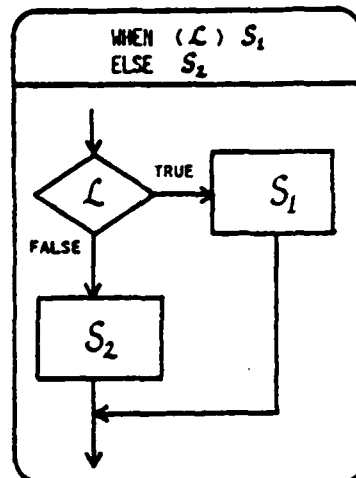 WHEN (ℒ) S₁
ELSE S₂
ℒ
TRUE
S₁
FALSE
S₂